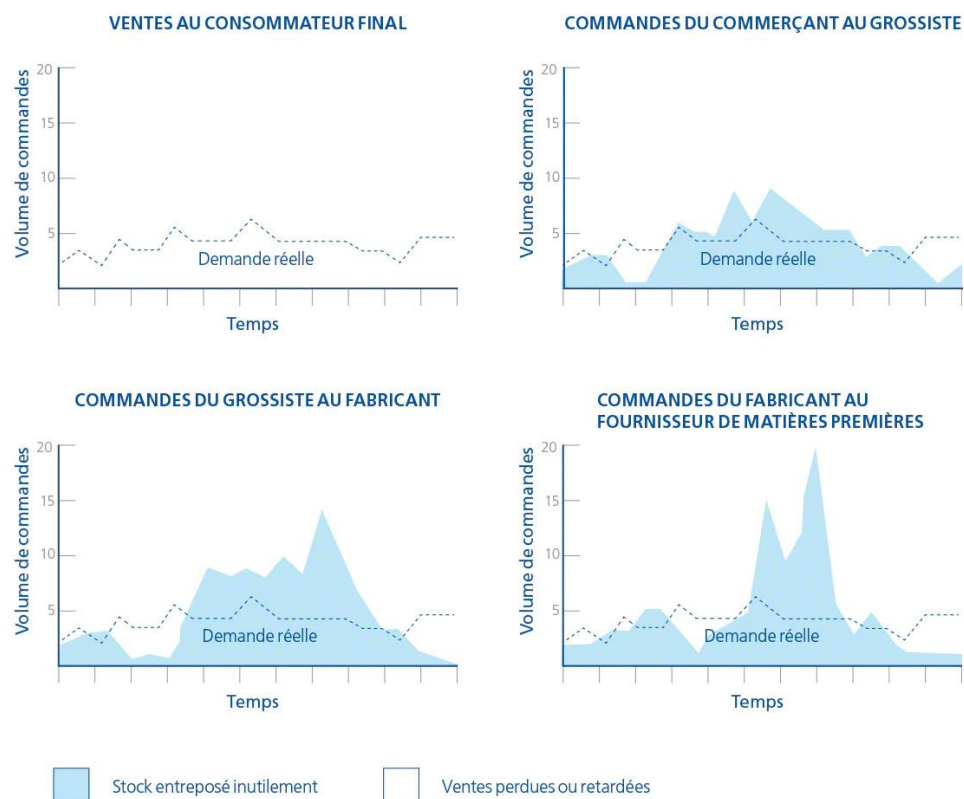 VENTES AU CONSOMMATEUR FINAL
Volume de commandes
20
15
10
5
Demande réelle
Temps
COMMANDES DU COMMERÇANT AU GROSSISTE
Volume de commandes
20
15
10
5
Demande réelle
Temps
COMMANDES DU GROSSISTE AU FABRICANT
Volume de commandes
20
15
10
5
Demande réelle
Temps
COMMANDES DU FABRICANT AU
FOURNISSEUR DE MATIÈRES PREMIÈRES
Volume de commandes
20
15
10
5
Demande réelle
Temps
Stock entreposé inutilement
Ventes perdues ou retardées